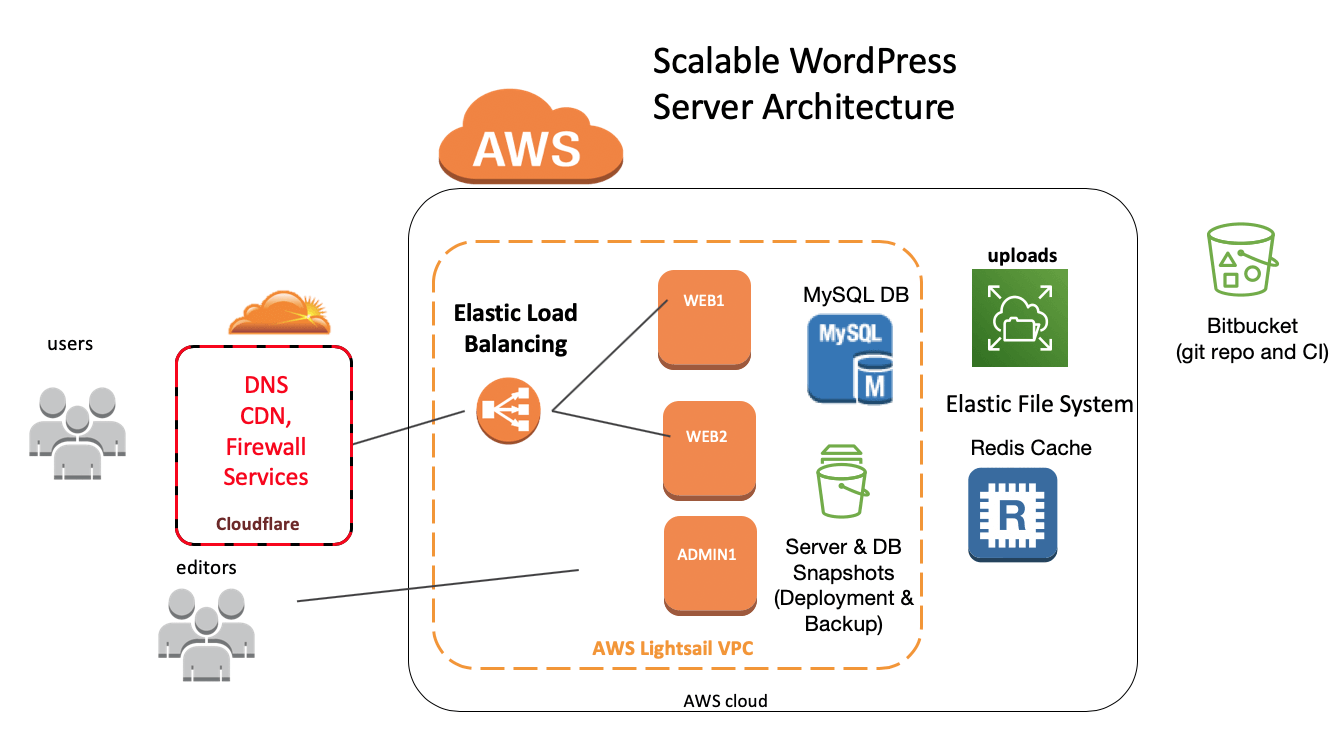 Scalable WordPress
Server Architecture
AWS
users
DNS
CDN,
Firewall
Services
Cloudflare
editors
Elastic Load
Balancing
WEB1
WEB2
ADMIN1
MySQL DB
MySQL
M
Server & DB
Snapshots
(Deployment &
Backup)
AWS Lightsail VPC
uploads
Elastic File System
Redis Cache
R
AWS cloud
Bitbucket
(git repo and CI)